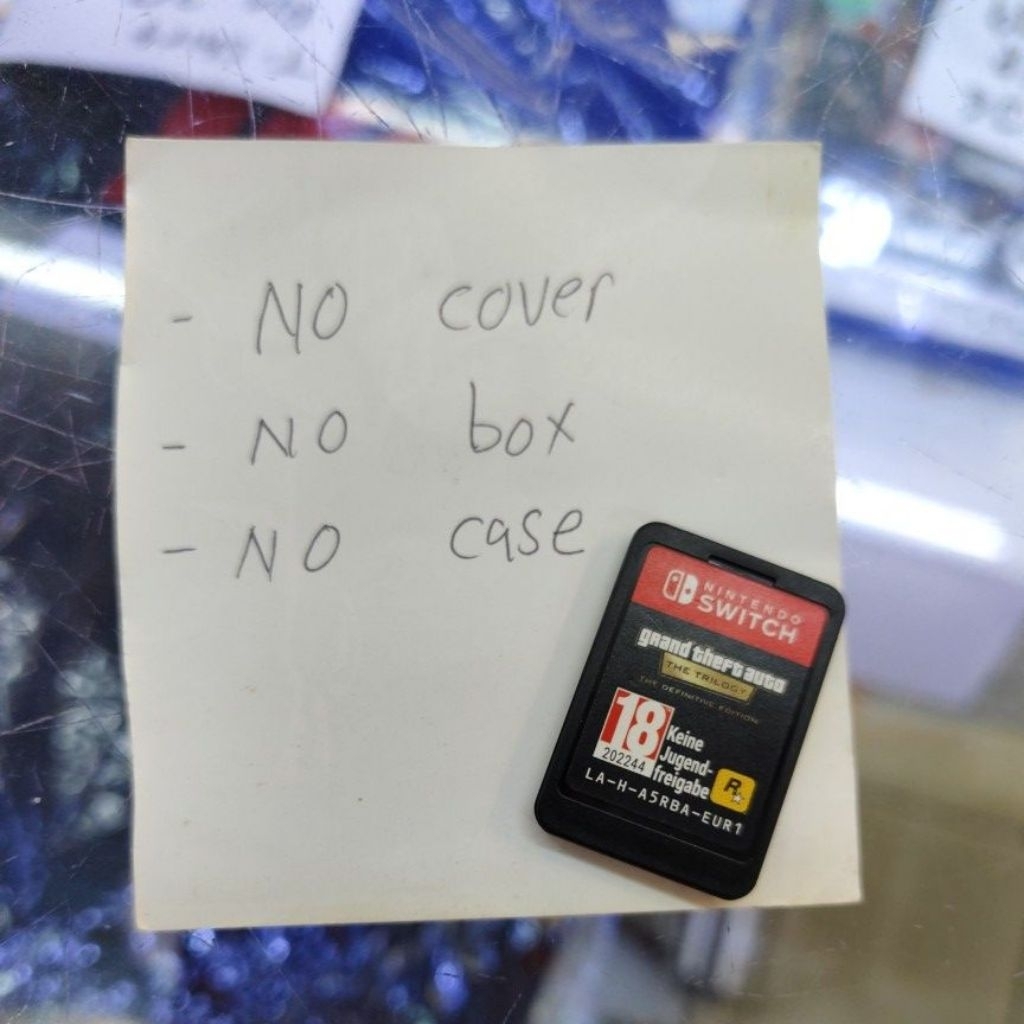 - NO cover
- NO box
- NO case
NINTENDO
SWITCH
grand theft auto
THE TRILOGY
THE DEFINITIVE EDITION
18
202244
Keine
Jugend-
freigabe
R
LA-H-A5RBA-EUR1